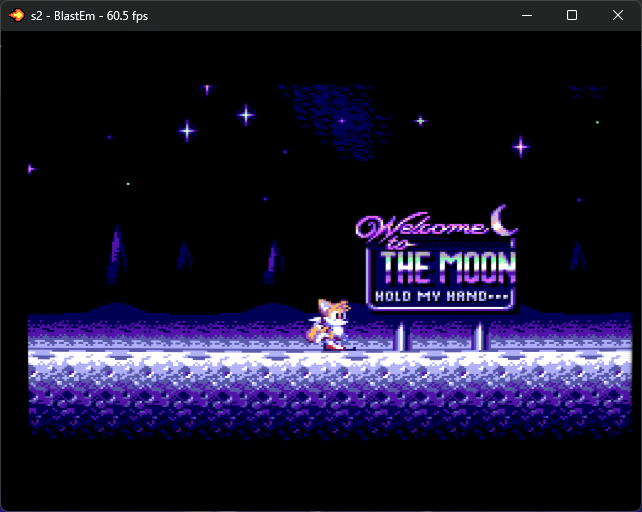 s2 - BlastEm - 60.5 fps
Welcome
to
THE MOON
HOLD MY HAND...